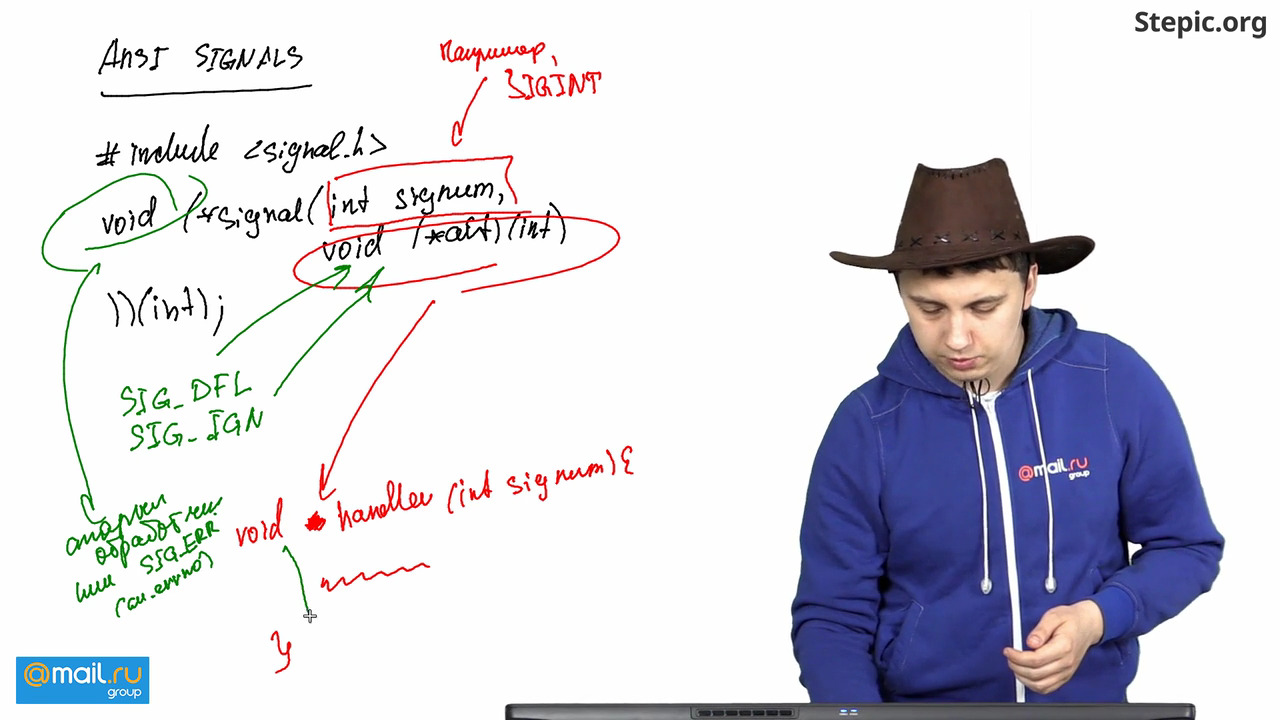 Stepic.org
ANSI SIGNALS
Например,
SIGINT
#include <signal.h>
void (*signal(int signum,
void (*act)(int)
))(int);
SIG_DFL
SIG_IGN
старый
обработчик
или SIG_ERR
(см. errno)
void handler (int signum) {
}
@mail.ru
group
@mail.ru
group